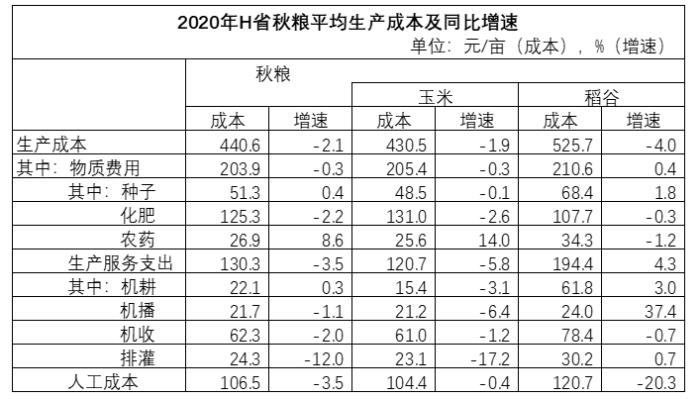 2020年H省秋粮平均生产成本及同比增速
单位：元/亩（成本），%（增速）
秋粮
玉米 稻谷
成本 增速 成本 增速 成本 增速
生产成本 440.6 -2.1 430.5 -1.9 525.7 -4.0
其中：物质费用 203.9 -0.3 205.4 -0.3 210.6 0.4
其中：种子 51.3 0.4 48.5 -0.1 68.4 1.8
化肥 125.3 -2.2 131.0 -2.6 107.7 -0.3
农药 26.9 8.6 25.6 14.0 34.3 -1.2
生产服务支出 130.3 -3.5 120.7 -5.8 194.4 4.3
其中：机耕 22.1 0.3 15.4 -3.1 61.8 3.0
机播 21.7 -1.1 21.2 -6.4 24.0 37.4
机收 62.3 -2.0 61.0 -1.2 78.4 -0.7
排灌 24.3 -12.0 23.1 -17.2 30.2 0.7
人工成本 106.5 -3.5 104.4 -0.4 120.7 -20.3